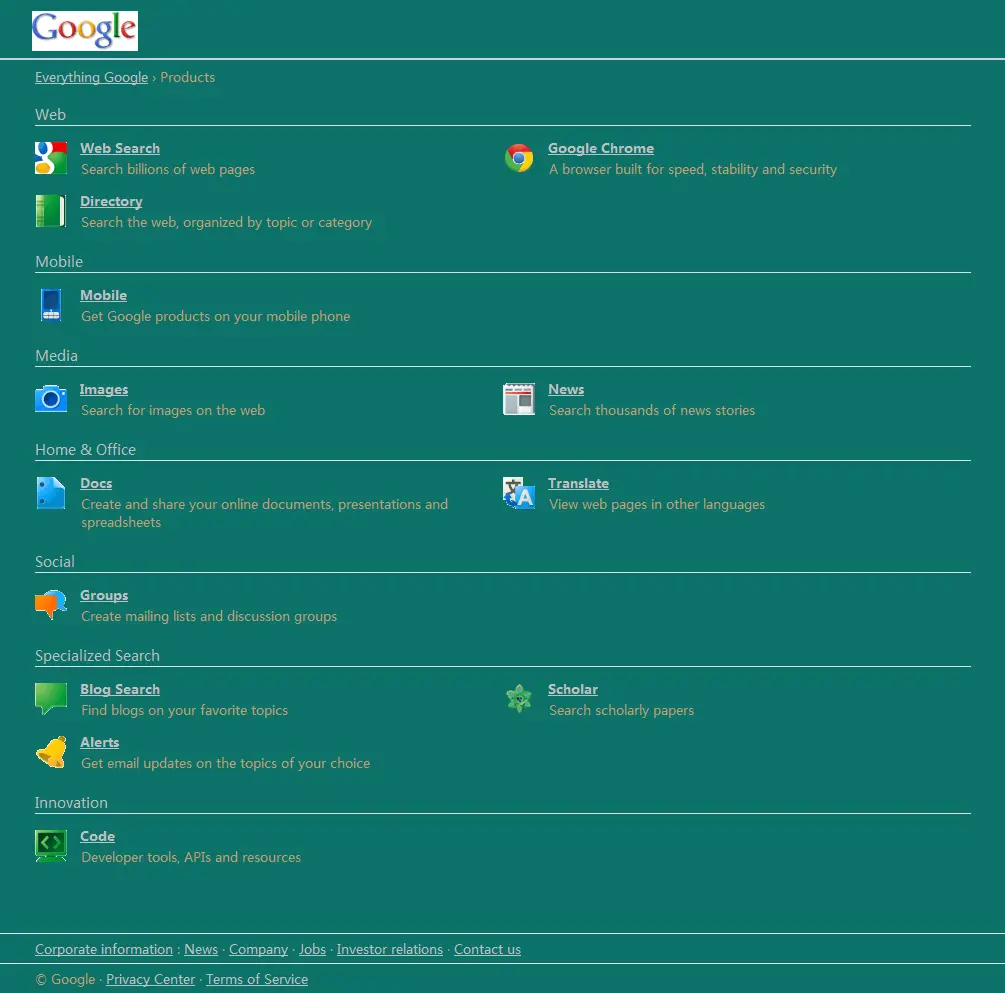 Google
Everything Google › Products
Web
Web Search
Search billions of web pages
Google Chrome
A browser built for speed, stability and security
Directory
Search the web, organized by topic or category
Mobile
Mobile
Get Google products on your mobile phone
Media
Images
Search for images on the web
News
Search thousands of news stories
Home & Office
Docs
Create and share your online documents, presentations and
spreadsheets
Translate
View web pages in other languages
Social
Groups
Create mailing lists and discussion groups
Specialized Search
Blog Search
Find blogs on your favorite topics
Scholar
Search scholarly papers
Alerts
Get email updates on the topics of your choice
Innovation
Code
Developer tools, APIs and resources
Corporate information : News · Company · Jobs · Investor relations · Contact us
© Google · Privacy Center · Terms of Service